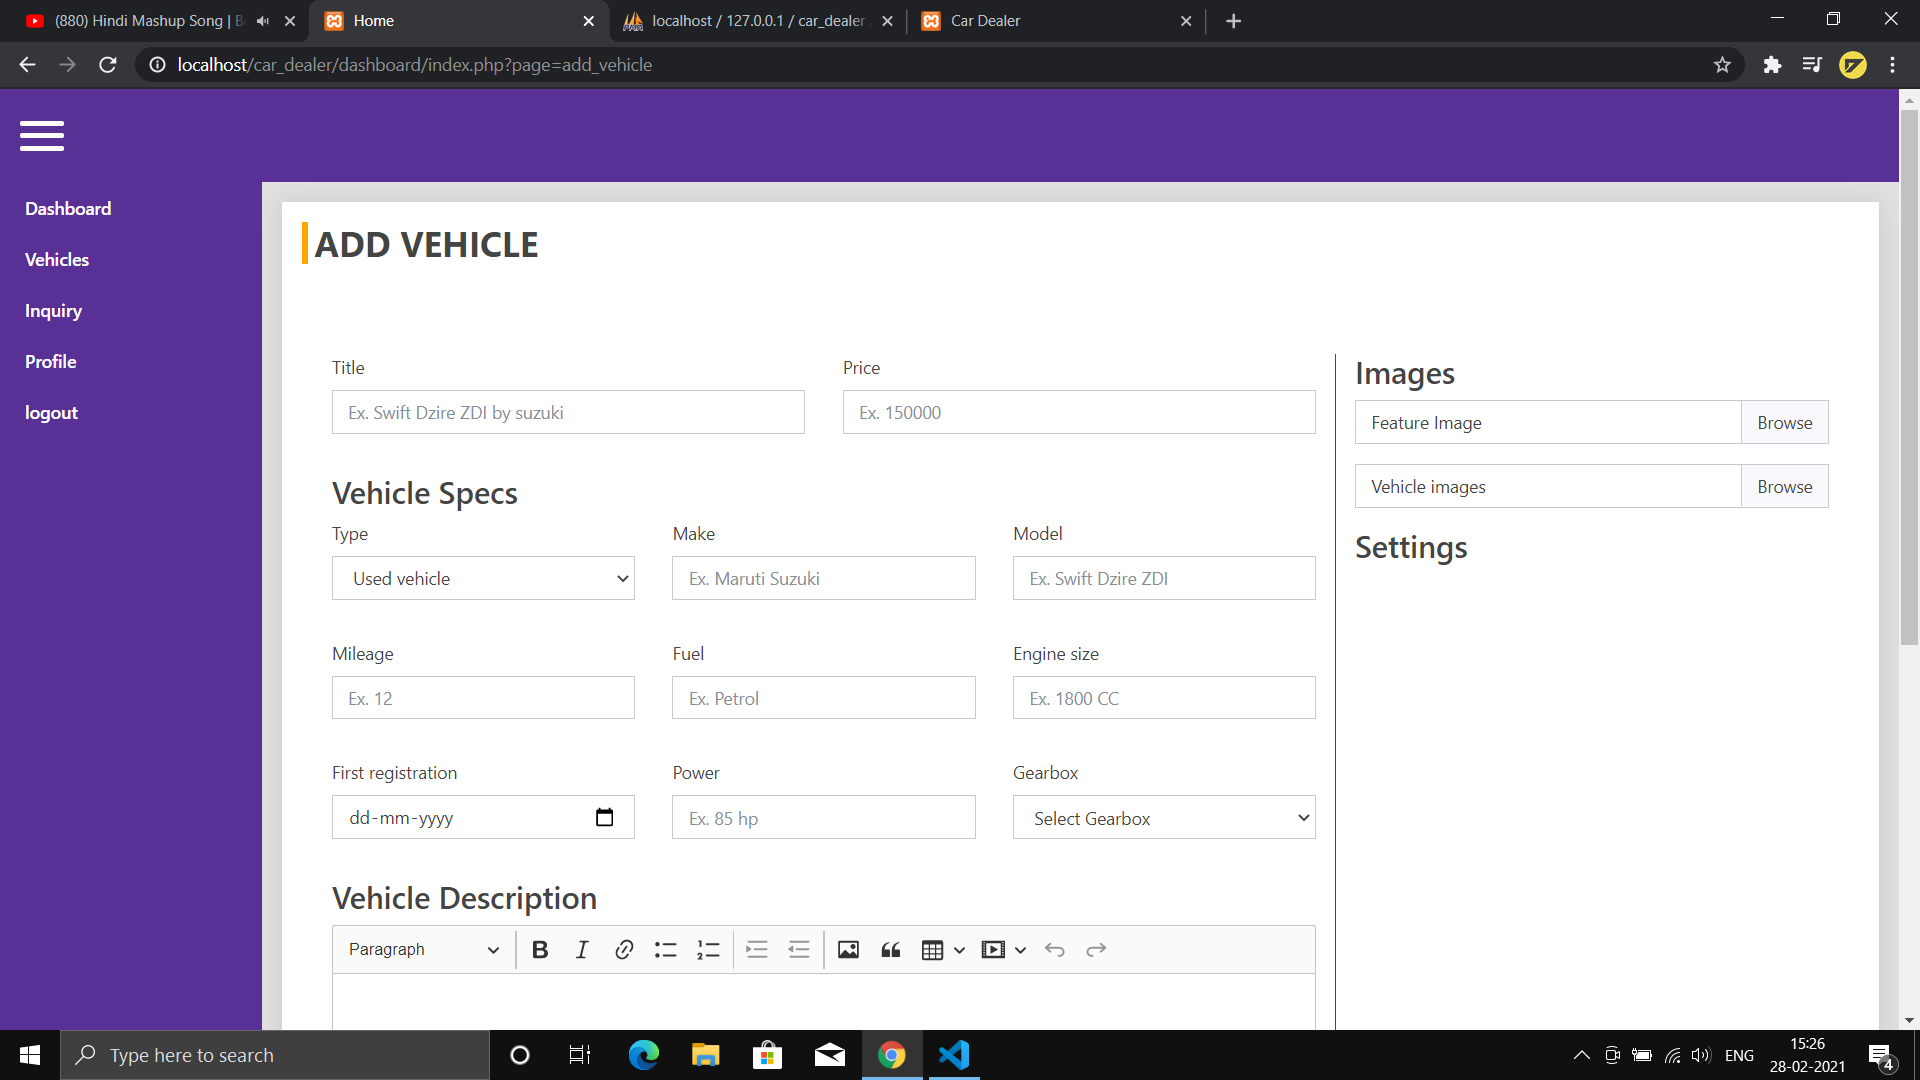 (880) Hindi Mashup Song |
Home
localhost / 127.0.0.1 / car_dealer
Car Dealer
localhost/car_dealer/dashboard/index.php?page=add_vehicle
Dashboard
Vehicles
Inquiry
Profile
logout
ADD VEHICLE
Title
Price
Ex. Swift Dzire ZDI by suzuki
Ex. 150000
Vehicle Specs
Type
Make
Model
Used vehicle
Ex. Maruti Suzuki
Ex. Swift Dzire ZDI
Mileage
Fuel
Engine size
Ex. 12
Ex. Petrol
Ex. 1800 CC
First registration
Power
Gearbox
dd-mm-yyyy
Ex. 85 hp
Select Gearbox
Vehicle Description
Paragraph
Images
Feature Image
Browse
Vehicle images
Browse
Settings
Type here to search
ENG
15:26
28-02-2021
4